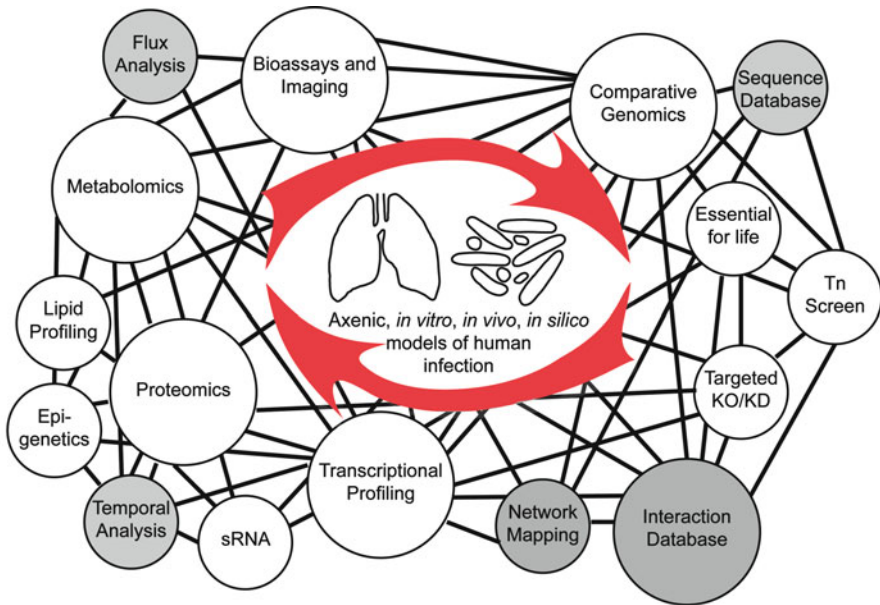 Flux
Analysis
Bioassays and
Imaging
Comparative
Genomics
Sequence
Database
Metabolomics
Essential
for life
Tn
Screen
Lipid
Profiling
Axenic, in vitro, in vivo, in silico
models of human
infection
Proteomics
Targeted
KO/KD
Epi-
genetics
Transcriptional
Profiling
Temporal
Analysis
sRNA
Network
Mapping
Interaction
Database